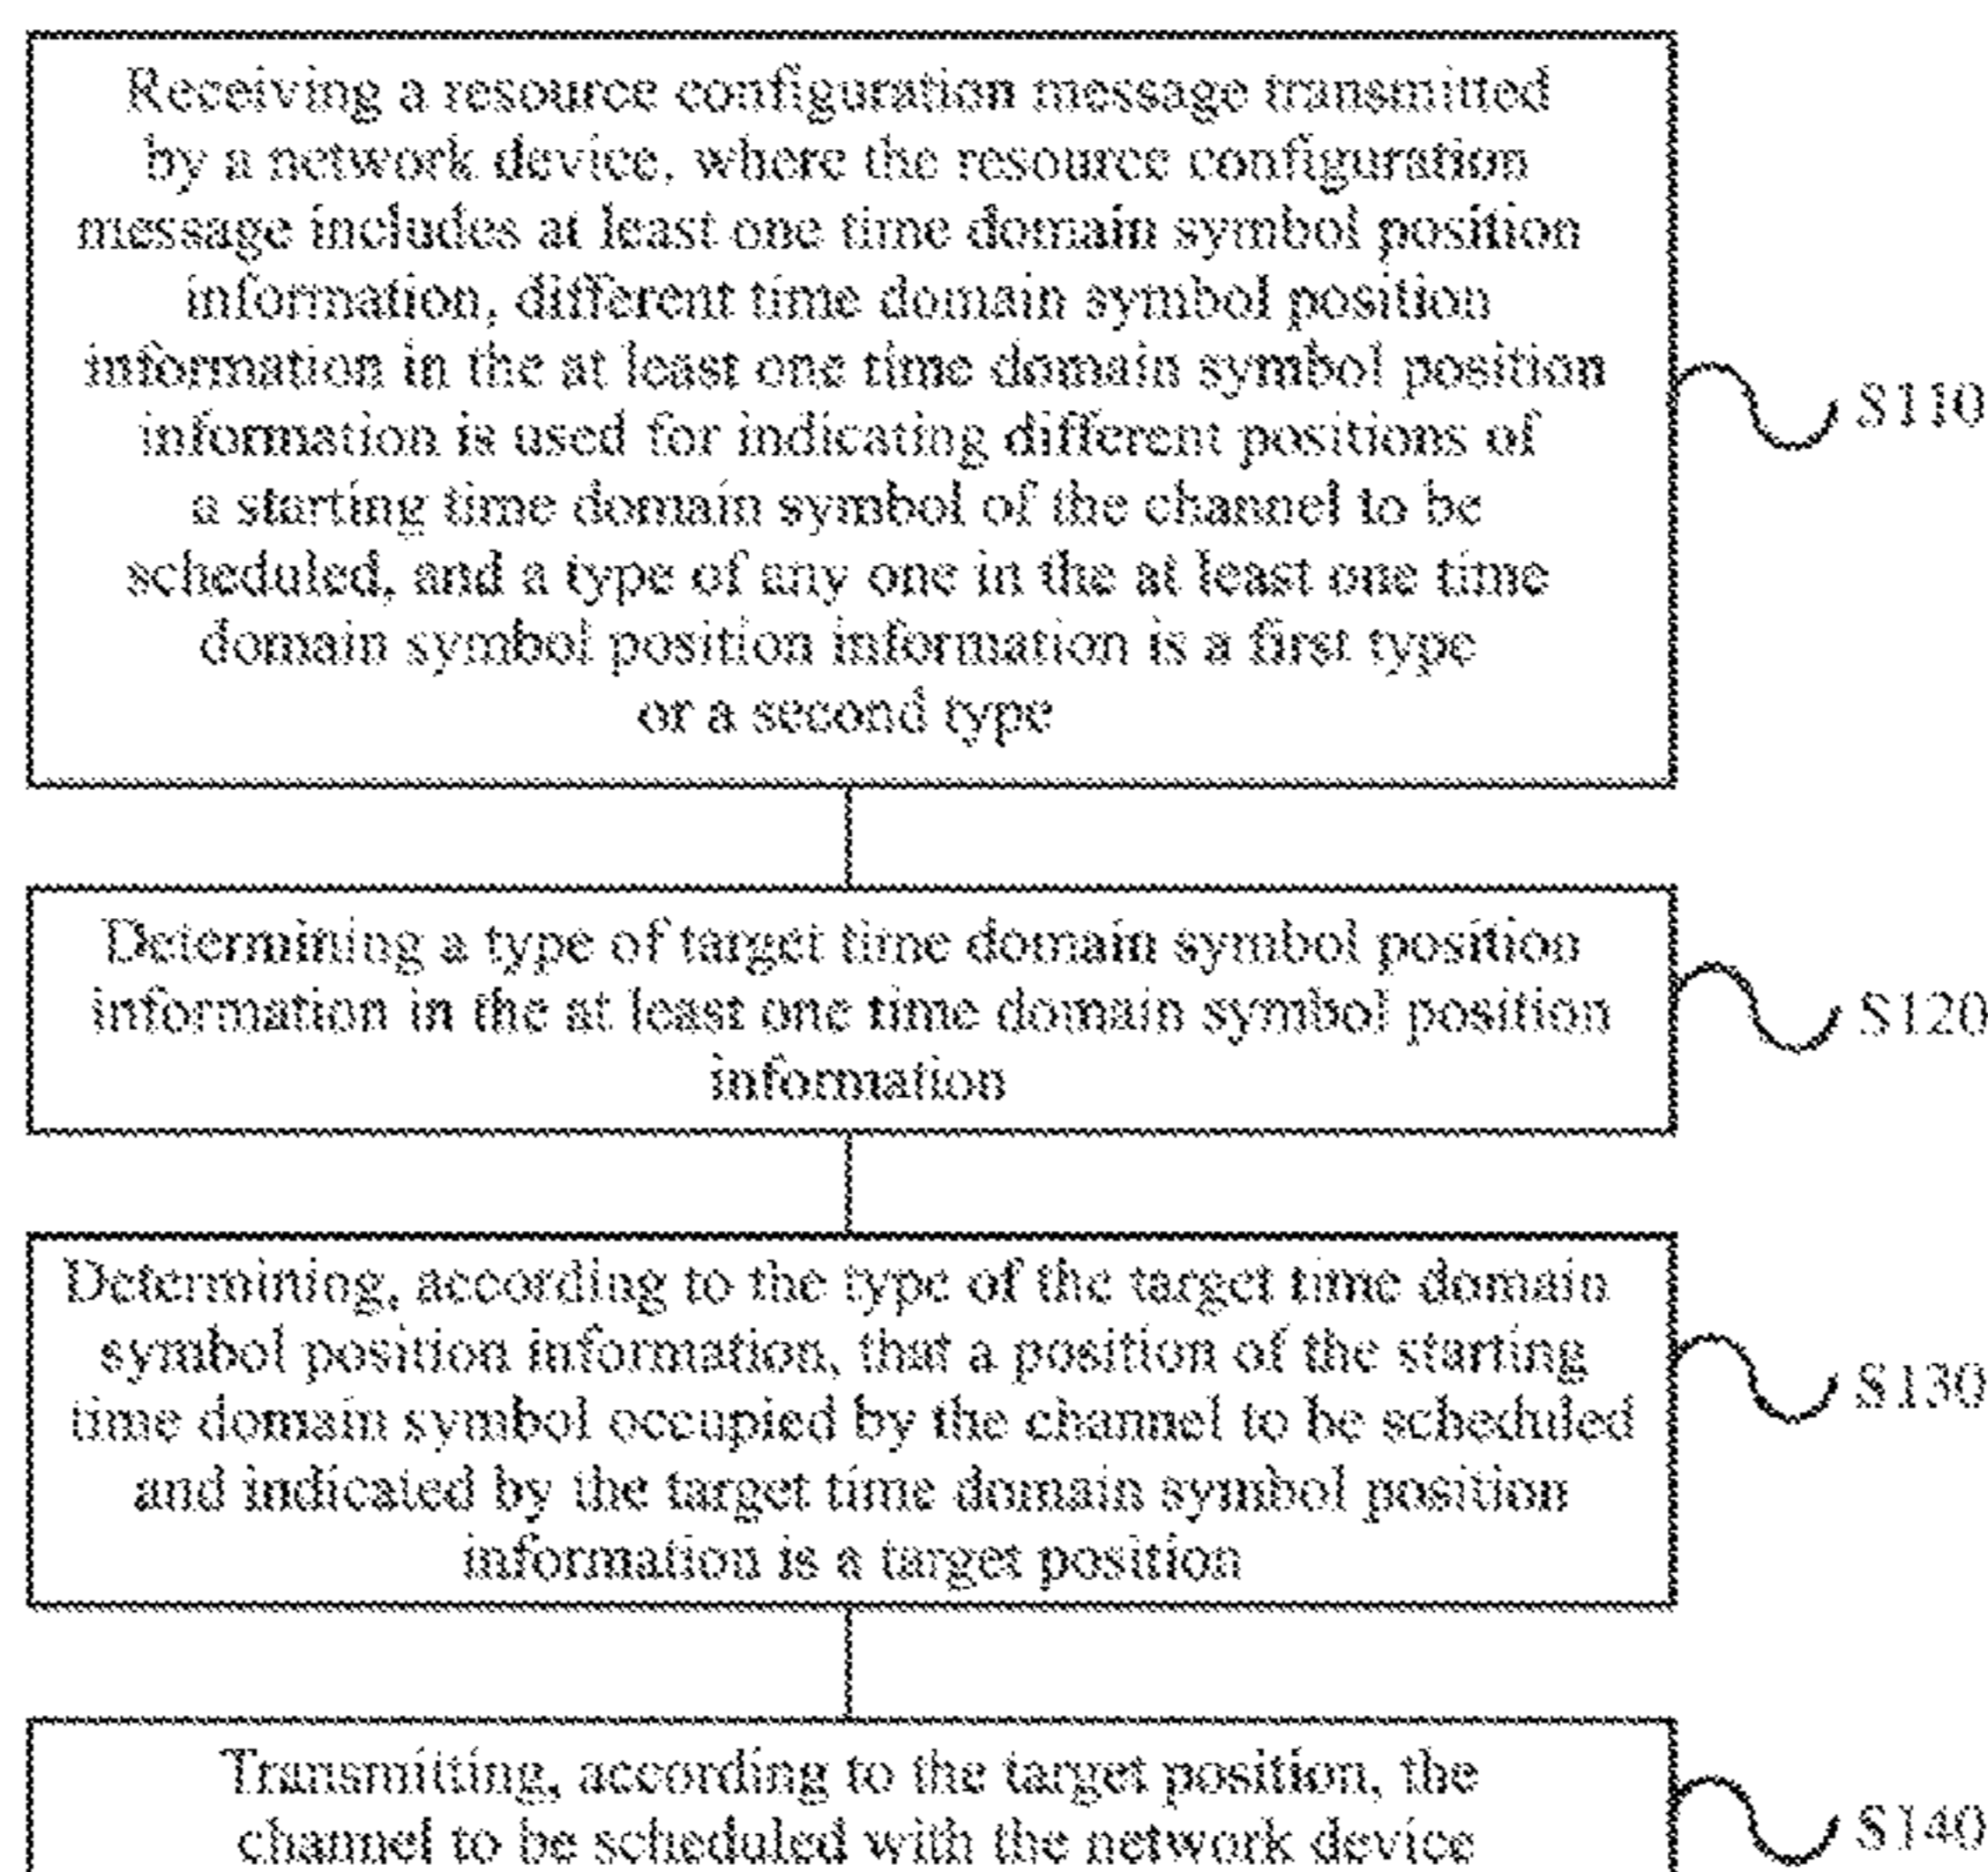 Receiving a resource configuration message transmitted
by a network device, where the resource configuration
message includes at least one time domain symbol position
information, different time domain symbol position
information in the at least one time domain symbol position
information is used for indicating different positions of
a starting time domain symbol of the channel to be
scheduled, and a type of any one in the at least one time
domain symbol position information is a first type
or a second type
S110
Determining a type of target time domain symbol position
information in the at least one time domain symbol position
information
S120
Determining, according to the type of the target time domain
symbol position information, that a position of the starting
time domain symbol occupied by the channel to be scheduled
and indicated by the target time domain symbol position
information is a target position
S130
Transmitting, according to the target position, the
channel to be scheduled with the network device
S140